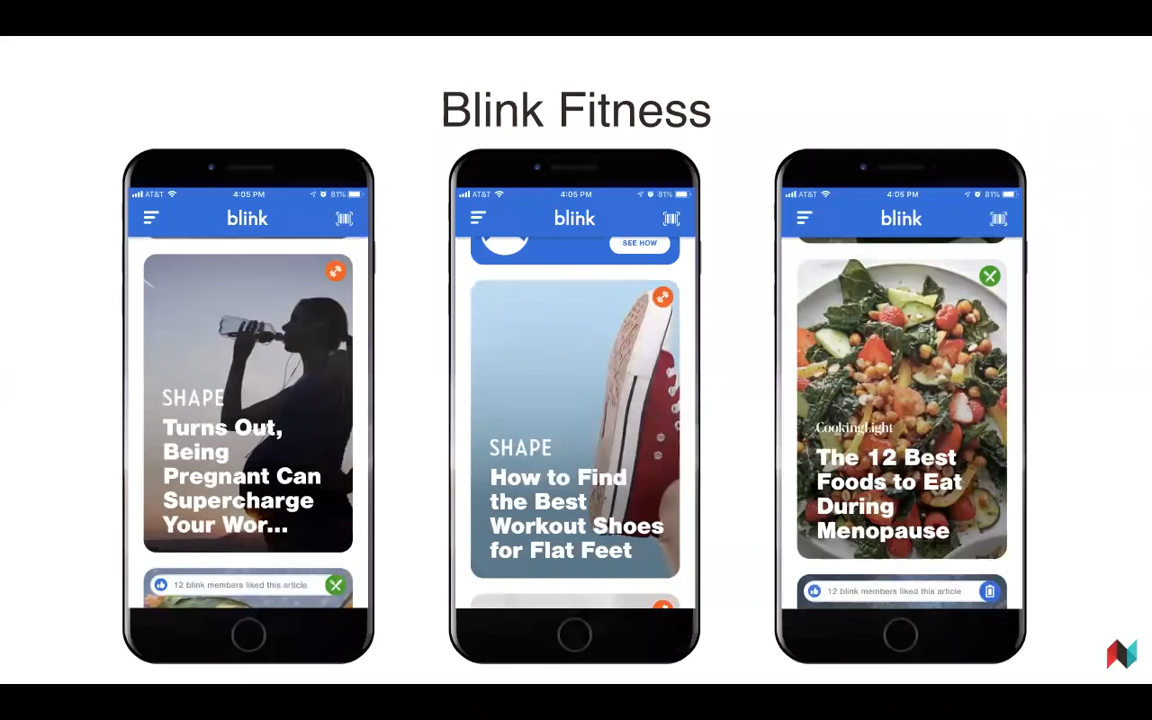 Blink Fitness
AT&T 4:05 PM 81%
blink
SHAPE
Turns Out,
Being
Pregnant Can
Supercharge
Your Wor...
12 blink members liked this article
AT&T 4:05 PM 81%
blink
SEE HOW
SHAPE
How to Find
the Best
Workout Shoes
for Flat Feet
AT&T 4:05 PM 81%
blink
CookingLight
The 12 Best
Foods to Eat
During
Menopause
12 blink members liked this article